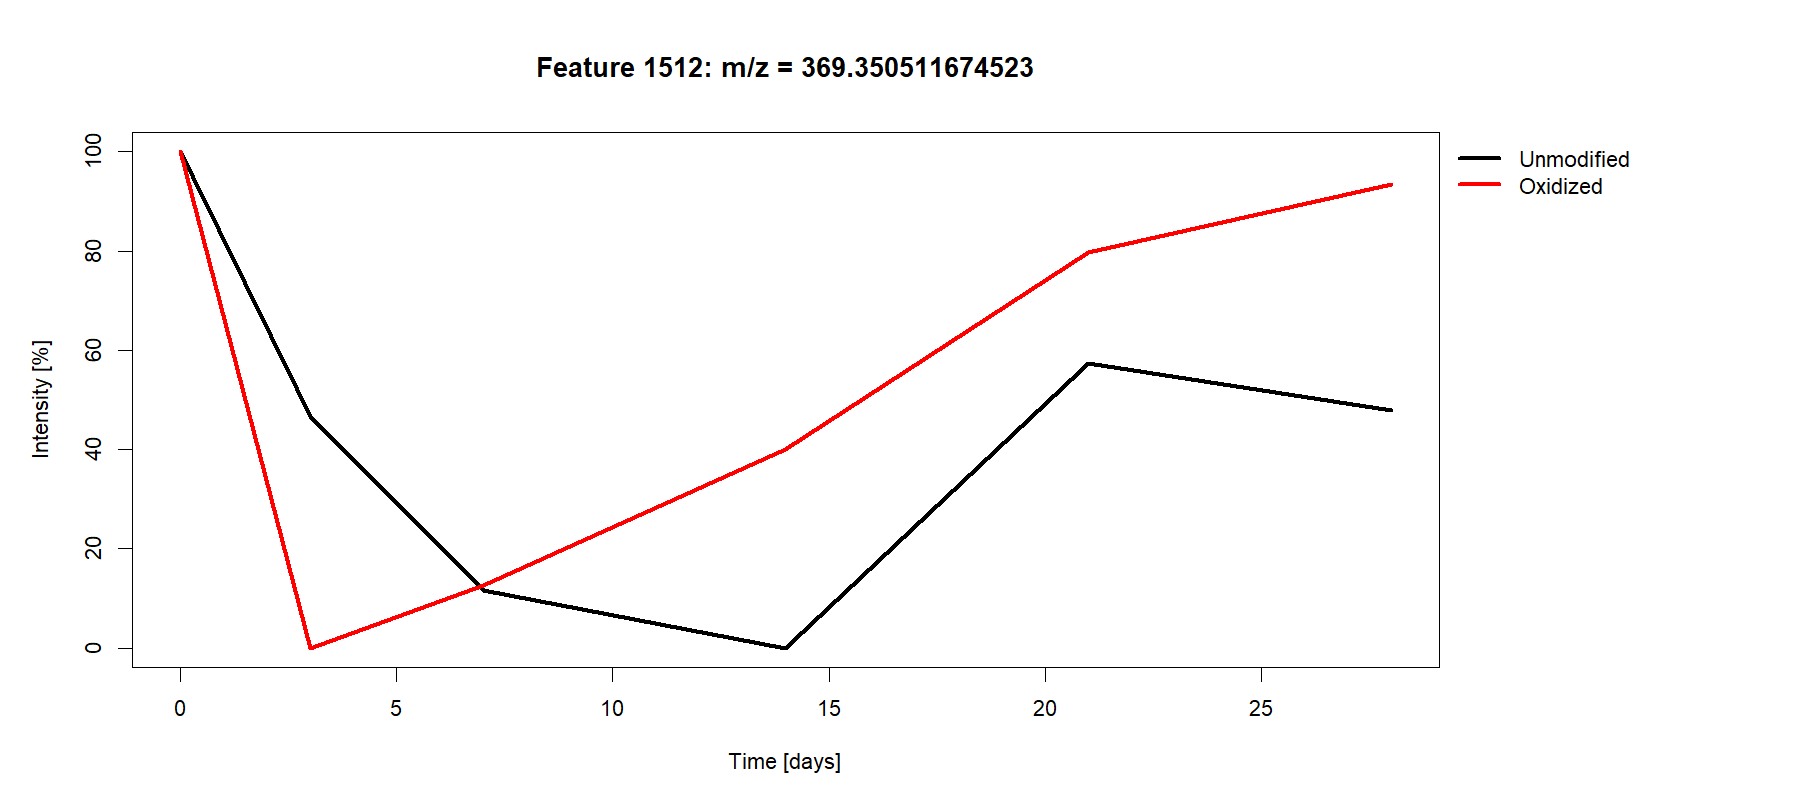 Feature 1512: m/z = 369.350511674523
Unmodified
Oxidized
Intensity [%]
100
80
60
40
20
0
0 5 10 15 20 25
Time [days]